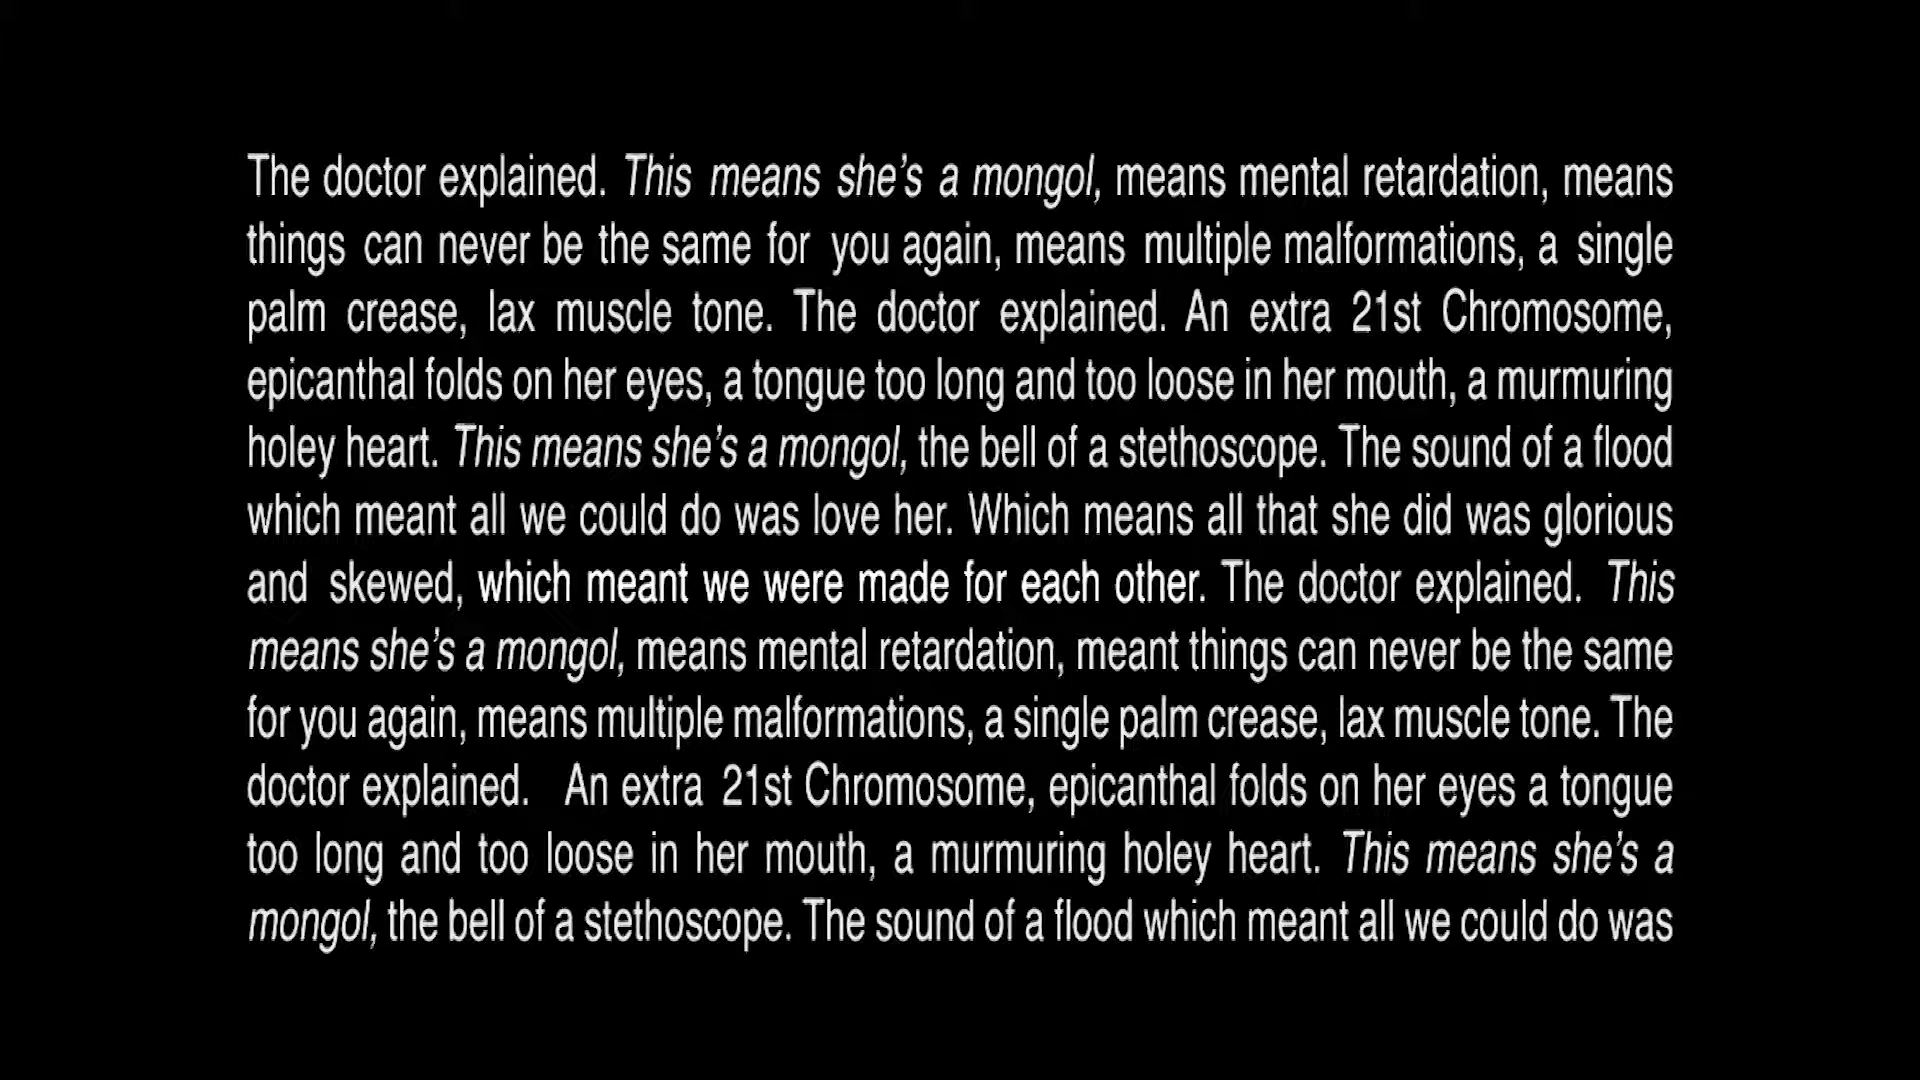 The doctor explained. This means she’s a mongol, means mental retardation, means
things can never be the same for you again, means multiple malformations, a single
palm crease, lax muscle tone. The doctor explained. An extra 21st Chromosome,
epicanthal folds on her eyes, a tongue too long and too loose in her mouth, a murmuring
holey heart. This means she’s a mongol, the bell of a stethoscope. The sound of a flood
which meant all we could do was love her. Which means all that she did was glorious
and skewed, which meant we were made for each other. The doctor explained. This
means she’s a mongol, means mental retardation, meant things can never be the same
for you again, means multiple malformations, a single palm crease, lax muscle tone. The
doctor explained. An extra 21st Chromosome, epicanthal folds on her eyes a tongue
too long and too loose in her mouth, a murmuring holey heart. This means she’s a
mongol, the bell of a stethoscope. The sound of a flood which meant all we could do was